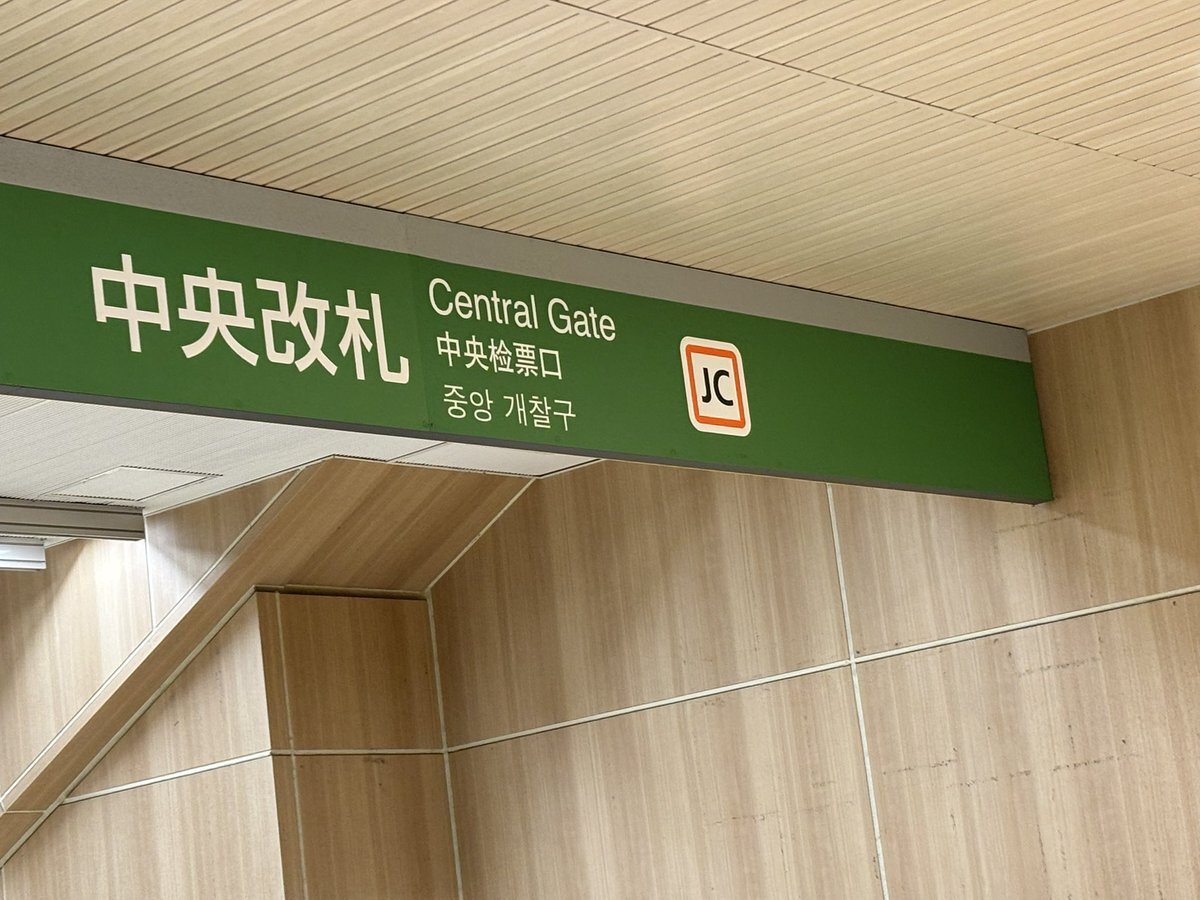 中央改札
Central Gate
中央检票口
중앙 개찰구
JC